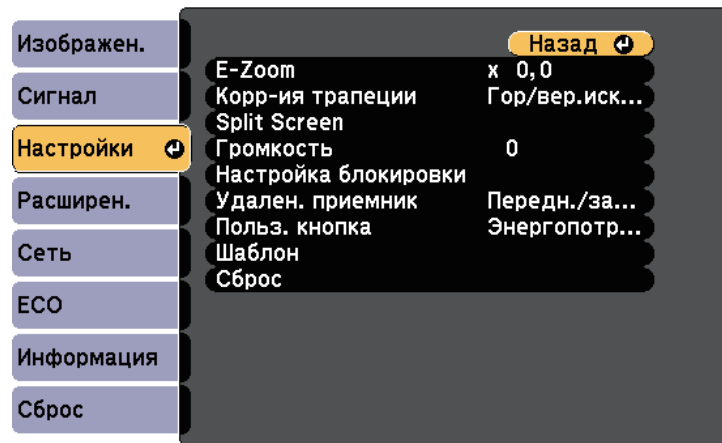 Изображен.
Сигнал
Настройки
Расширен.
Сеть
ECO
Информация
Сброс
Назад
E-Zoom x 0,0
Корр-ия трапеции Гор/вер.иск...
Split Screen
Громкость 0
Настройка блокировки
Удален. приемник Передн./за...
Польз. кнопка Энергопотр...
Шаблон
Сброс